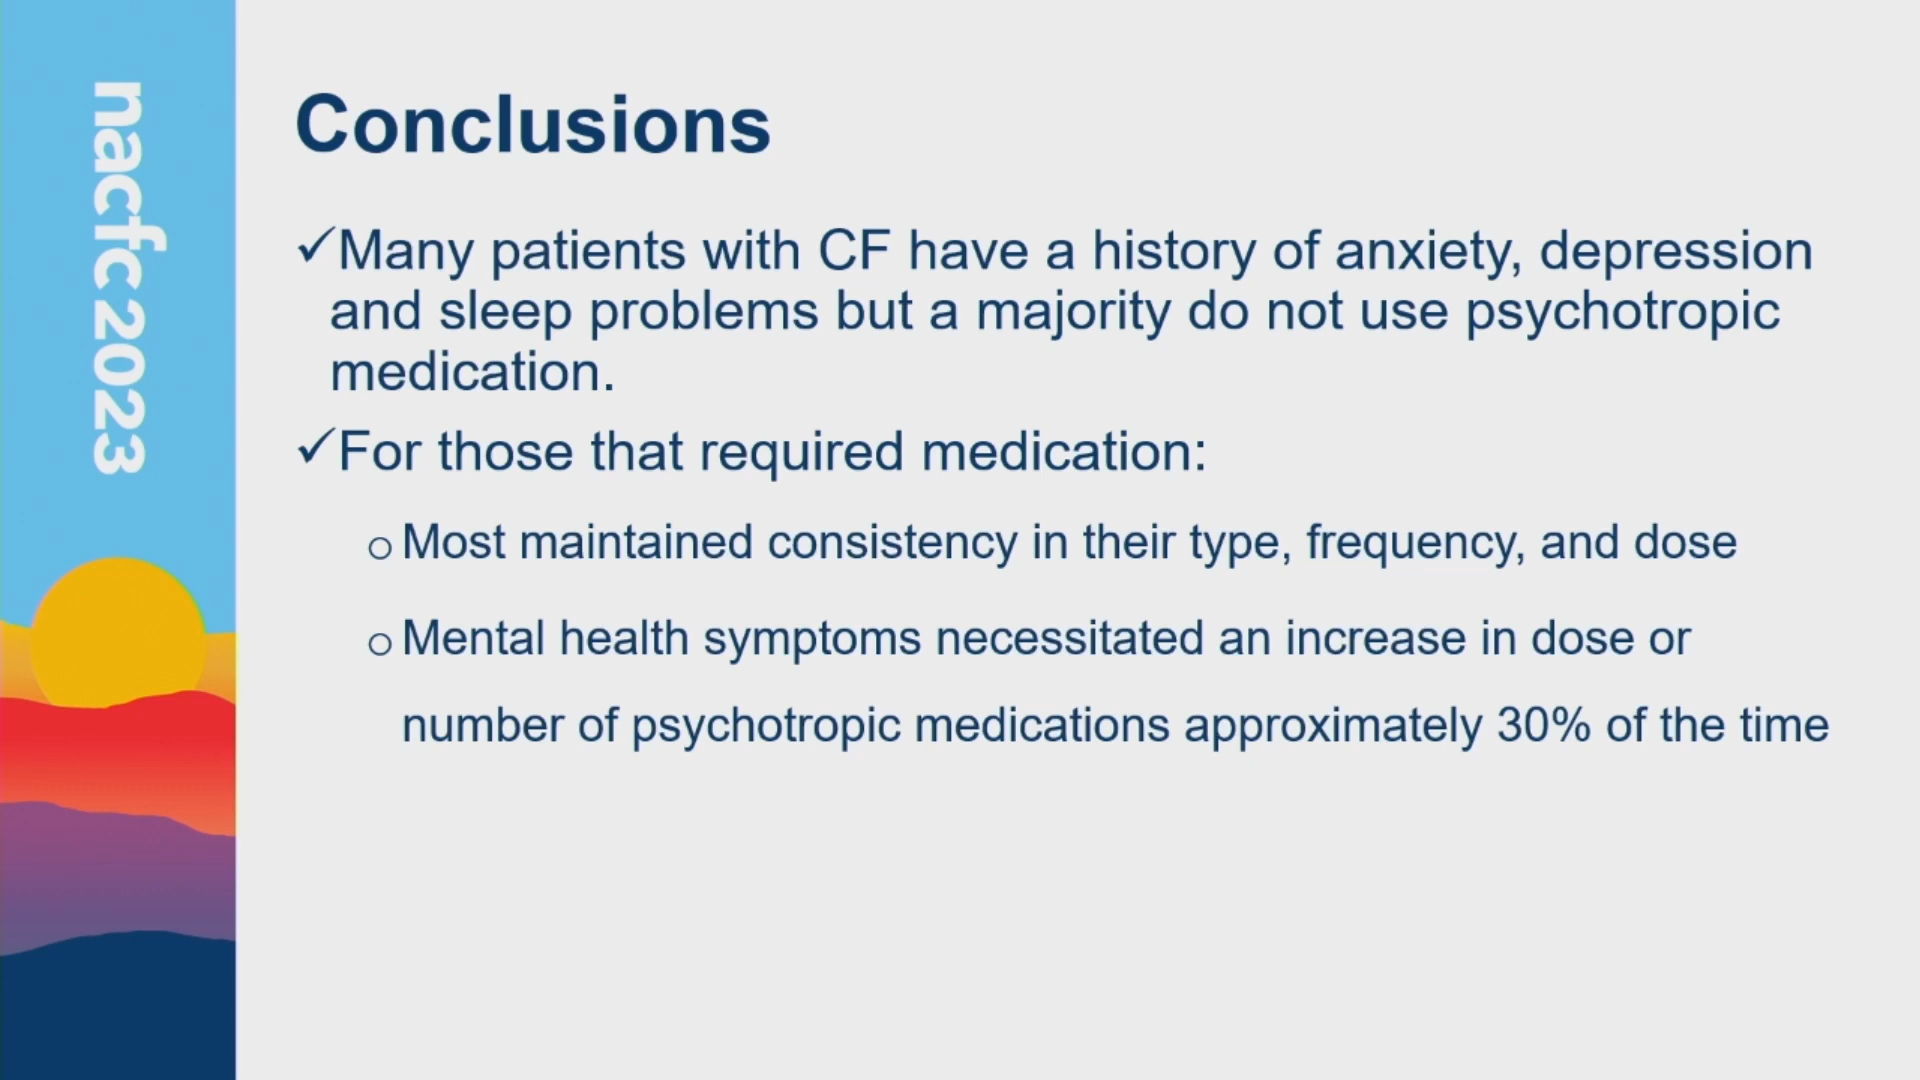 nacfc 2023
Conclusions
✓Many patients with CF have a history of anxiety, depression
and sleep problems but a majority do not use psychotropic
medication.
✓For those that required medication:
o Most maintained consistency in their type, frequency, and dose
o Mental health symptoms necessitated an increase in dose or
number of psychotropic medications approximately 30% of the time